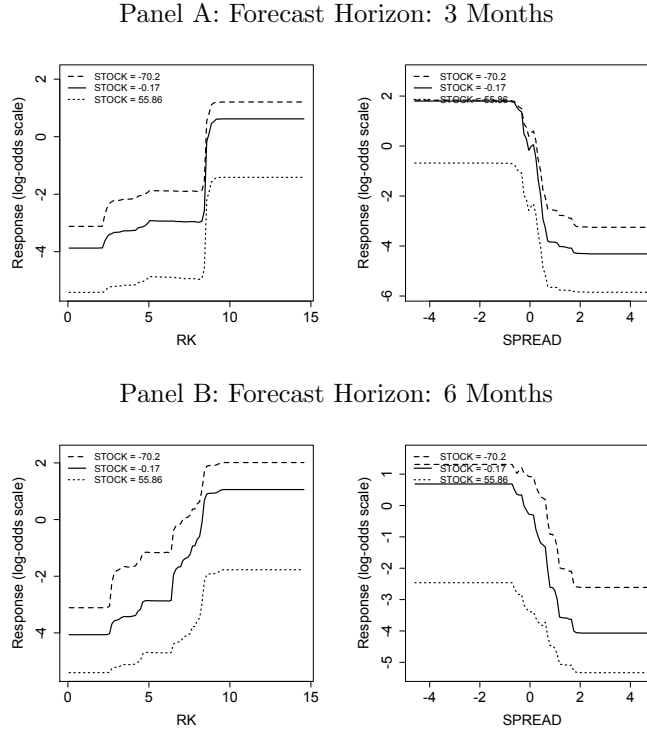 Panel A: Forecast Horizon: 3 Months
STOCK = -70.2
STOCK = -0.17
STOCK = 55.86
Response (log-odds scale)
2
0
-2
-4
0 5 10 15
RK
STOCK = -70.2
STOCK = -0.17
STOCK = 55.86
Response (log-odds scale)
2
0
-2
-4
-6
-4 -2 0 2 4
SPREAD
Panel B: Forecast Horizon: 6 Months
STOCK = -70.2
STOCK = -0.17
STOCK = 55.86
Response (log-odds scale)
2
0
-2
-4
0 5 10 15
RK
STOCK = -70.2
STOCK = -0.17
STOCK = 55.86
Response (log-odds scale)
1
0
-1
-2
-3
-4
-5
-4 -2 0 2 4
SPREAD